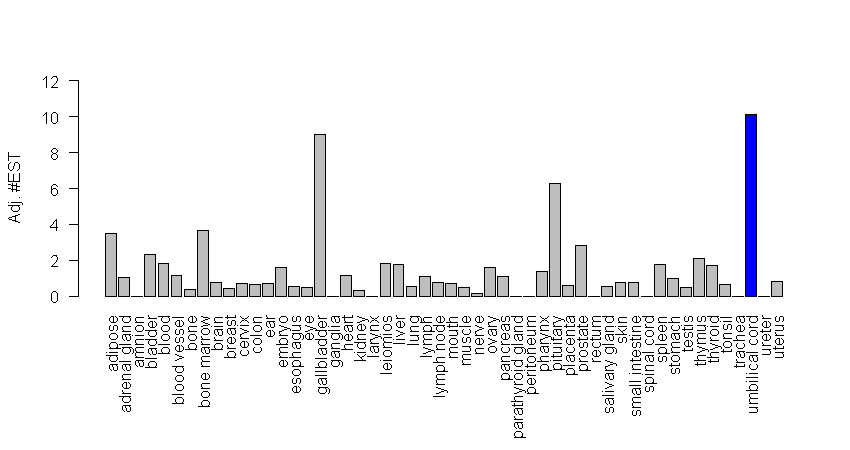 Adj. #EST
12
10
8
6
4
2
0
adipose
adrenal gland
amnion
bladder
blood
blood vessel
bone
bone marrow
brain
breast
cervix
colon
ear
embryo
esophagus
eye
gallbladder
ganglia
heart
kidney
larynx
leiomios
liver
lung
lymph
lymph node
mouth
muscle
nerve
ovary
pancreas
parathyroid gland
peritoneum
pharynx
pituitary
placenta
prostate
rectum
salivary gland
skin
small intestine
spinal cord
spleen
stomach
testis
thymus
thyroid
tonsil
trachea
umbilical cord
ureter
uterus